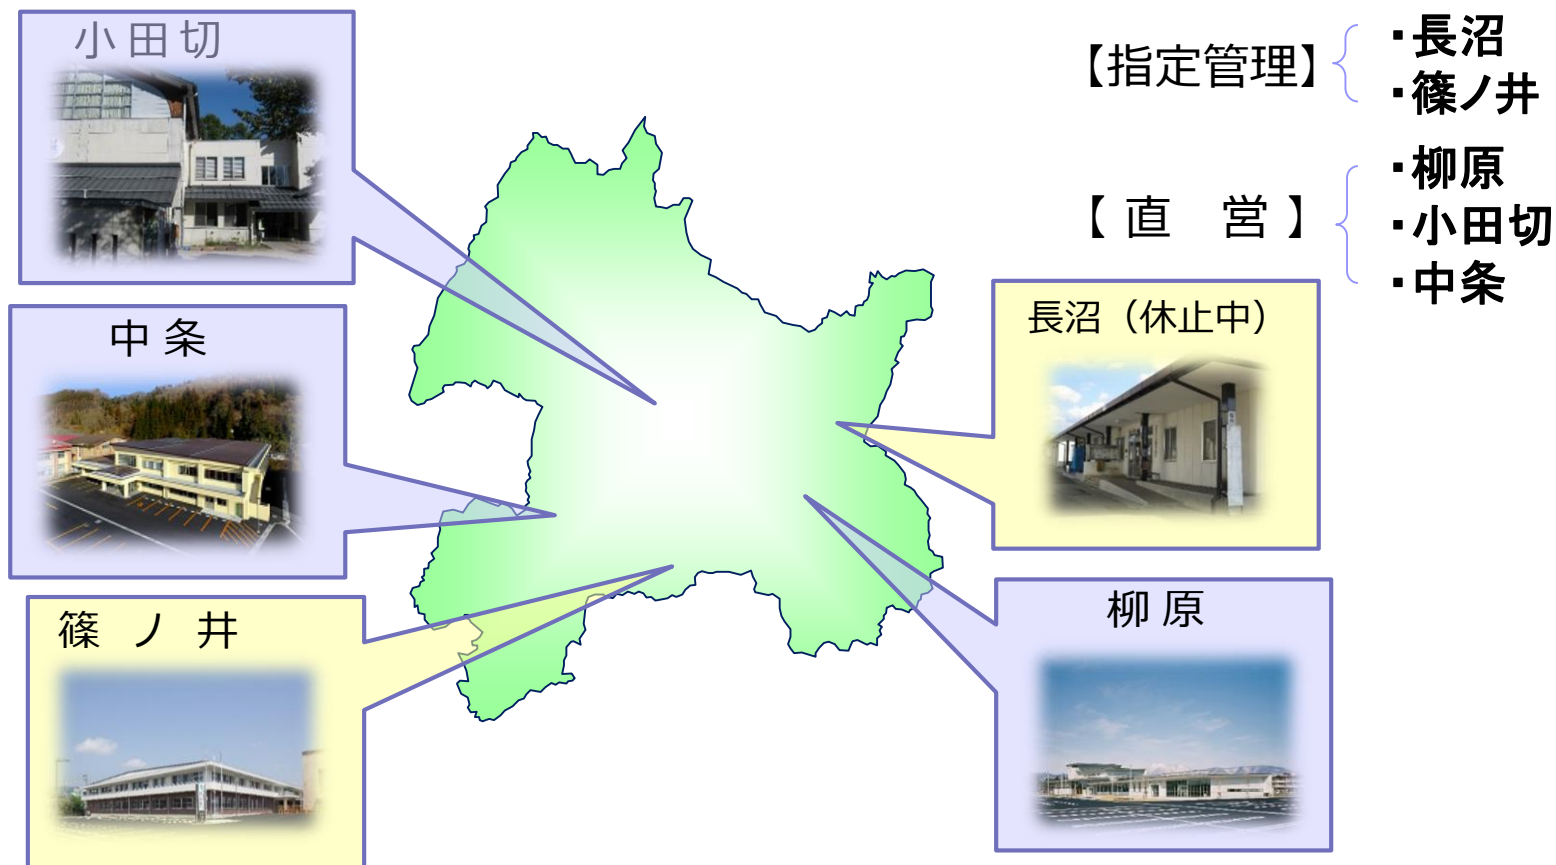 小田切
【指定管理】
・長沼
・篠ノ井
【直　営】
・柳原
・小田切
・中条
中条
長沼（休止中）
篠ノ井
柳原